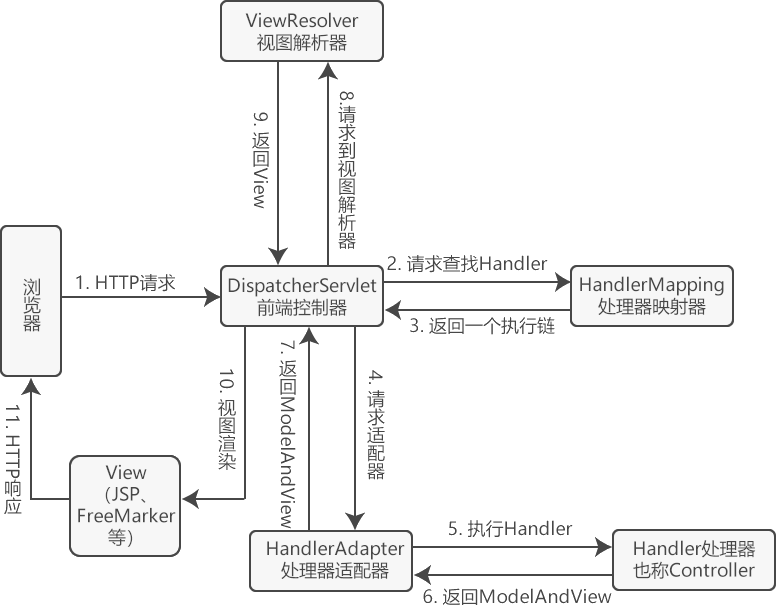 ViewResolver
视图解析器
9. 返回View
8.请求到视图解析器
浏览器
1. HTTP请求
DispatcherServlet
前端控制器
2. 请求查找Handler
3. 返回一个执行链
HandlerMapping
处理器映射器
11. HTTP响应
10. 视图渲染
7. 返回ModelAndView
4. 请求适配器
View
（JSP、
FreeMarker
等）
HandlerAdapter
处理器适配器
5. 执行Handler
6. 返回ModelAndView
Handler处理器
也称Controller